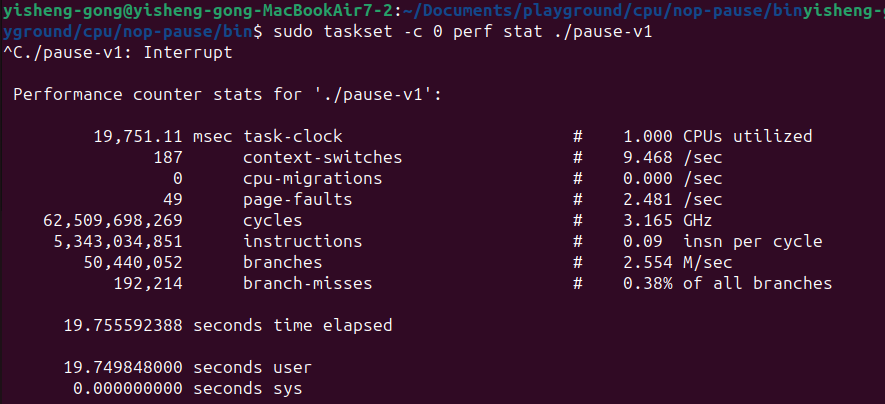 yisheng-gong@yisheng-gong-MacBookAir7-2:~/Documents/playground/cpu/nop-pause/binyisheng-g
yground/cpu/nop-pause/bin$ sudo taskset -c 0 perf stat ./pause-v1
^C./pause-v1: Interrupt
Performance counter stats for './pause-v1':
19,751.11 msec task-clock # 1.000 CPUs utilized
187 context-switches # 9.468 /sec
0 cpu-migrations # 0.000 /sec
49 page-faults # 2.481 /sec
62,509,698,269 cycles # 3.165 GHz
5,343,034,851 instructions # 0.09 insn per cycle
50,440,052 branches # 2.554 M/sec
192,214 branch-misses # 0.38% of all branches
19.755592388 seconds time elapsed
19.749848000 seconds user
0.000000000 seconds sys